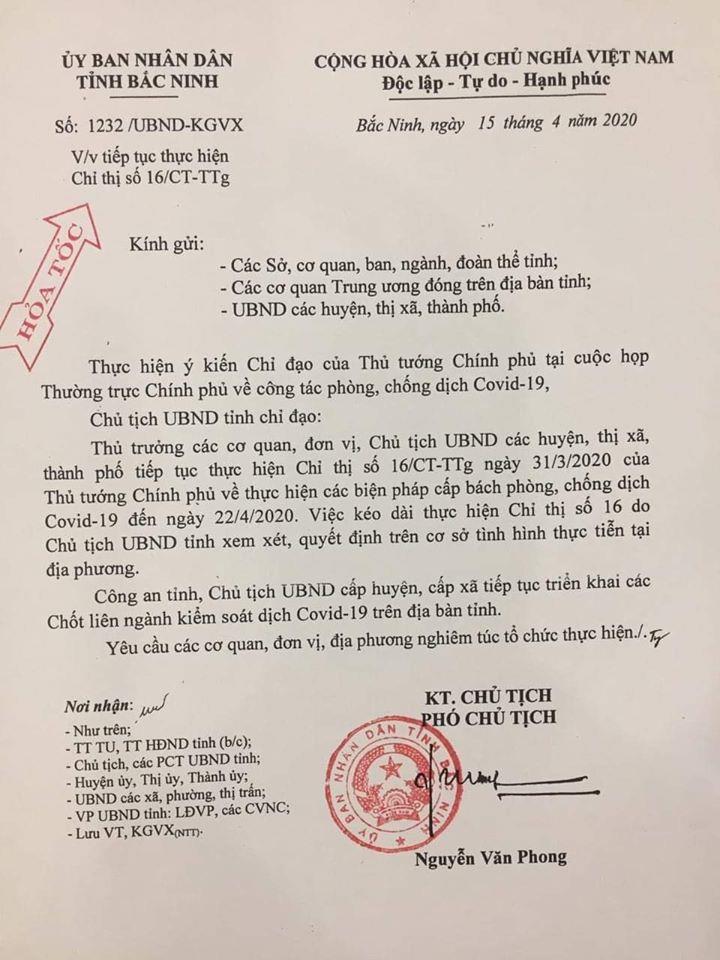 ỦY BAN NHÂN DÂN
TỈNH BẮC NINH
CỘNG HÒA XÃ HỘI CHỦ NGHĨA VIỆT NAM
Độc lập - Tự do - Hạnh phúc
Số: 1232 /UBND-KGVX
Bắc Ninh, ngày 15 tháng 4 năm 2020
V/v tiếp tục thực hiện
Chỉ thị số 16/CT-TTg
HỎA TỐC
Kính gửi:
- Các Sở, cơ quan, ban, ngành, đoàn thể tỉnh;
- Các cơ quan Trung ương đóng trên địa bàn tỉnh;
- UBND các huyện, thị xã, thành phố.
Thực hiện ý kiến Chỉ đạo của Thủ tướng Chính phủ tại cuộc họp
Thường trực Chính phủ về công tác phòng, chống dịch Covid-19,
Chủ tịch UBND tỉnh chỉ đạo:
Thủ trưởng các cơ quan, đơn vị, Chủ tịch UBND các huyện, thị xã,
thành phố tiếp tục thực hiện Chỉ thị số 16/CT-TTg ngày 31/3/2020 của
Thủ tướng Chính phủ về thực hiện các biện pháp cấp bách phòng, chống dịch
Covid-19 đến ngày 22/4/2020. Việc kéo dài thực hiện Chỉ thị số 16 do
Chủ tịch UBND tỉnh xem xét, quyết định trên cơ sở tình hình thực tiễn tại
địa phương.
Công an tỉnh, Chủ tịch UBND cấp huyện, cấp xã tiếp tục triển khai các
Chốt liên ngành kiểm soát dịch Covid-19 trên địa bàn tỉnh.
Yêu cầu các cơ quan, đơn vị, địa phương nghiêm túc tổ chức thực hiện./.
Nơi nhận:
- Như trên;
- TT TU, TT HĐND tỉnh (b/c);
- Chủ tịch, các PCT UBND tỉnh;
- Huyện ủy, Thị ủy, Thành ủy;
- UBND các xã, phường, thị trấn;
- VP UBND tỉnh: LĐVP, các CVNC;
- Lưu VT, KGVX(NTT).
KT. CHỦ TỊCH
PHÓ CHỦ TỊCH
ỦY BAN NHÂN DÂN TỈNH BẮC NINH
Nguyễn Văn Phong